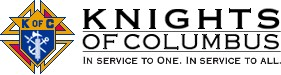 K of C
KNIGHTS
OF COLUMBUS
IN SERVICE TO ONE. IN SERVICE TO ALL.